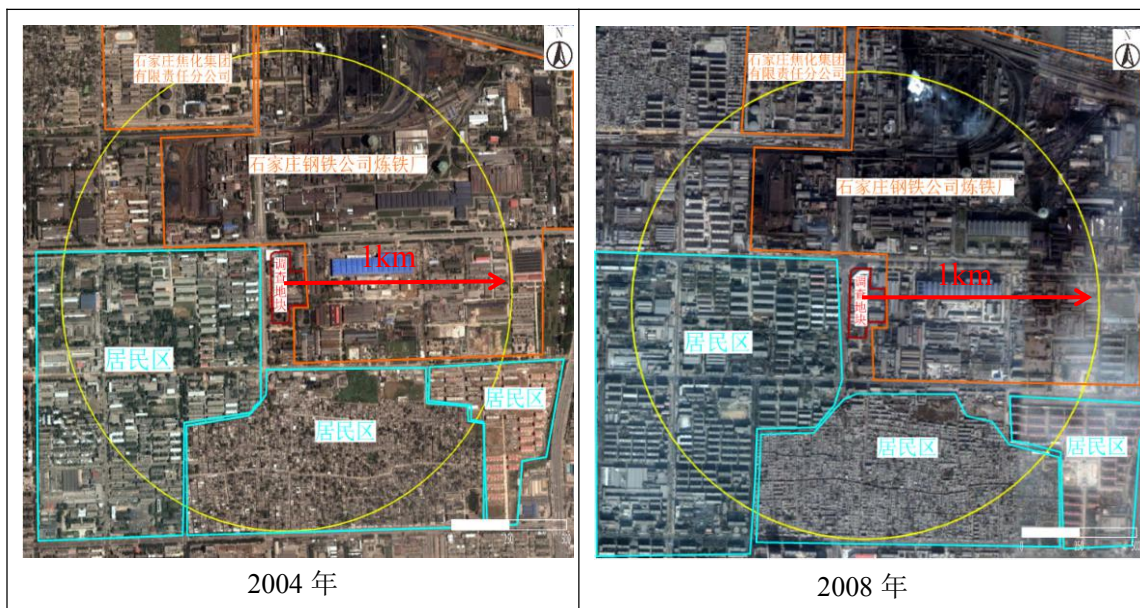 N
石家庄焦化集团
有限责任分公司
石家庄钢铁公司炼铁厂
1km
调查地块
居民区
居民区
居民区
2004 年
N
石家庄焦化集团
有限责任分公司
石家庄钢铁公司炼铁厂
1km
调查地块
居民区
居民区
居民区
2008 年